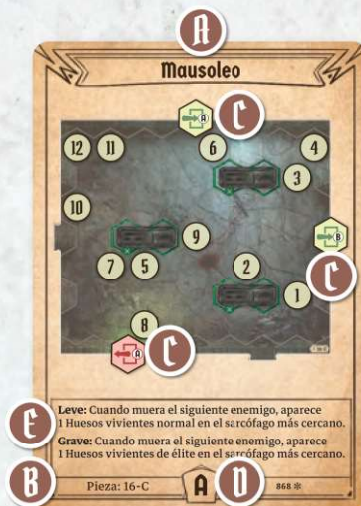 A
Mausoleo
A
C
12 11 6 4
3
10
B
9
C
7 5 2
1
8
A C
E
Leve: Cuando muera el siguiente enemigo, aparece
1 Huesos vivientes normal en el sarcófago más cercano.
Grave: Cuando muera el siguiente enemigo, aparece
1 Huesos vivientes de élite en el sarcófago más cercano.
B Pieza: 16-C A D 868